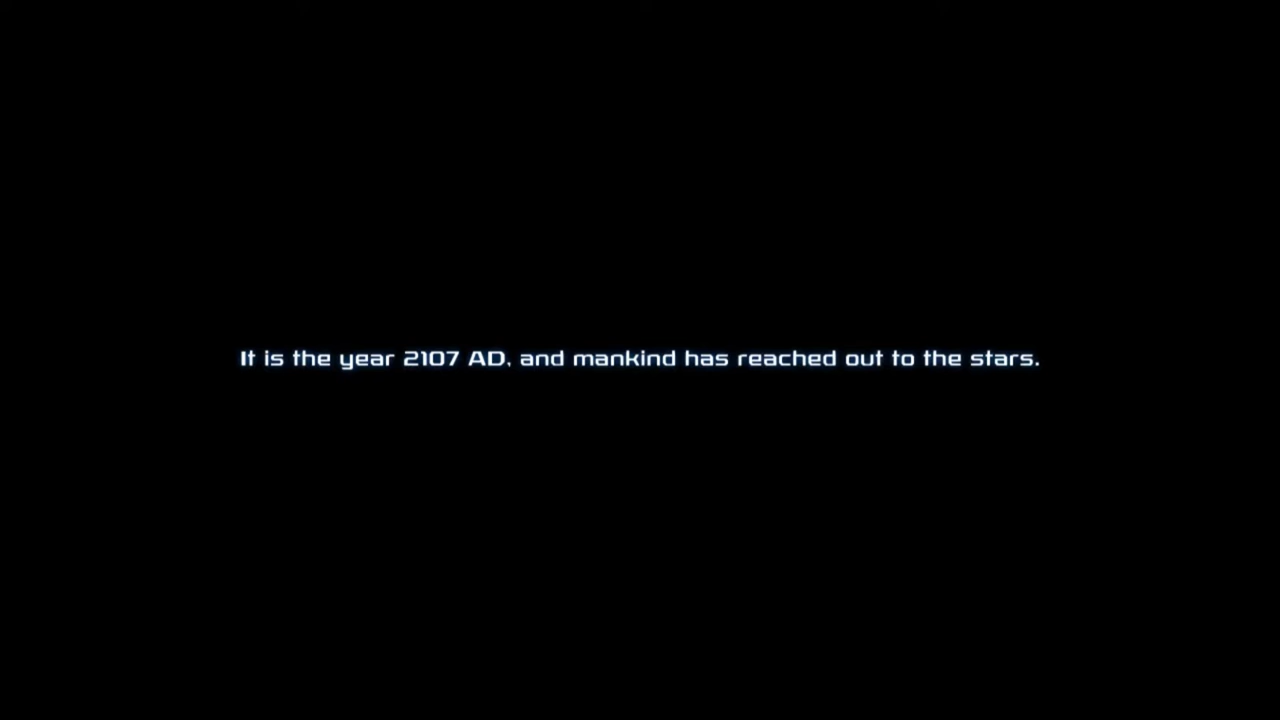 It is the year 2107 AD, and mankind has reached out to the stars.